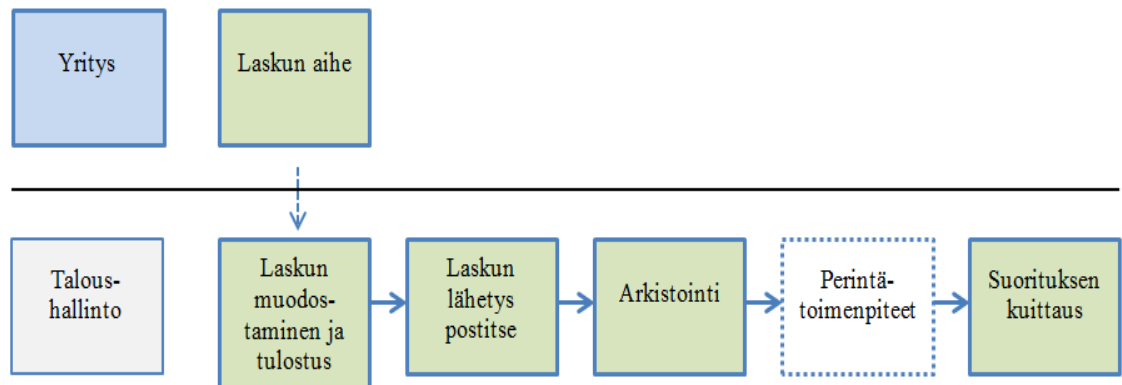 Yritys
Laskun aihe
Talous-
hallinto
Laskun
muodos-
taminen ja
tulostus
Laskun
lähetys
postitse
Arkistointi
Perintä-
toimenpiteet
Suorituksen
kuittaus